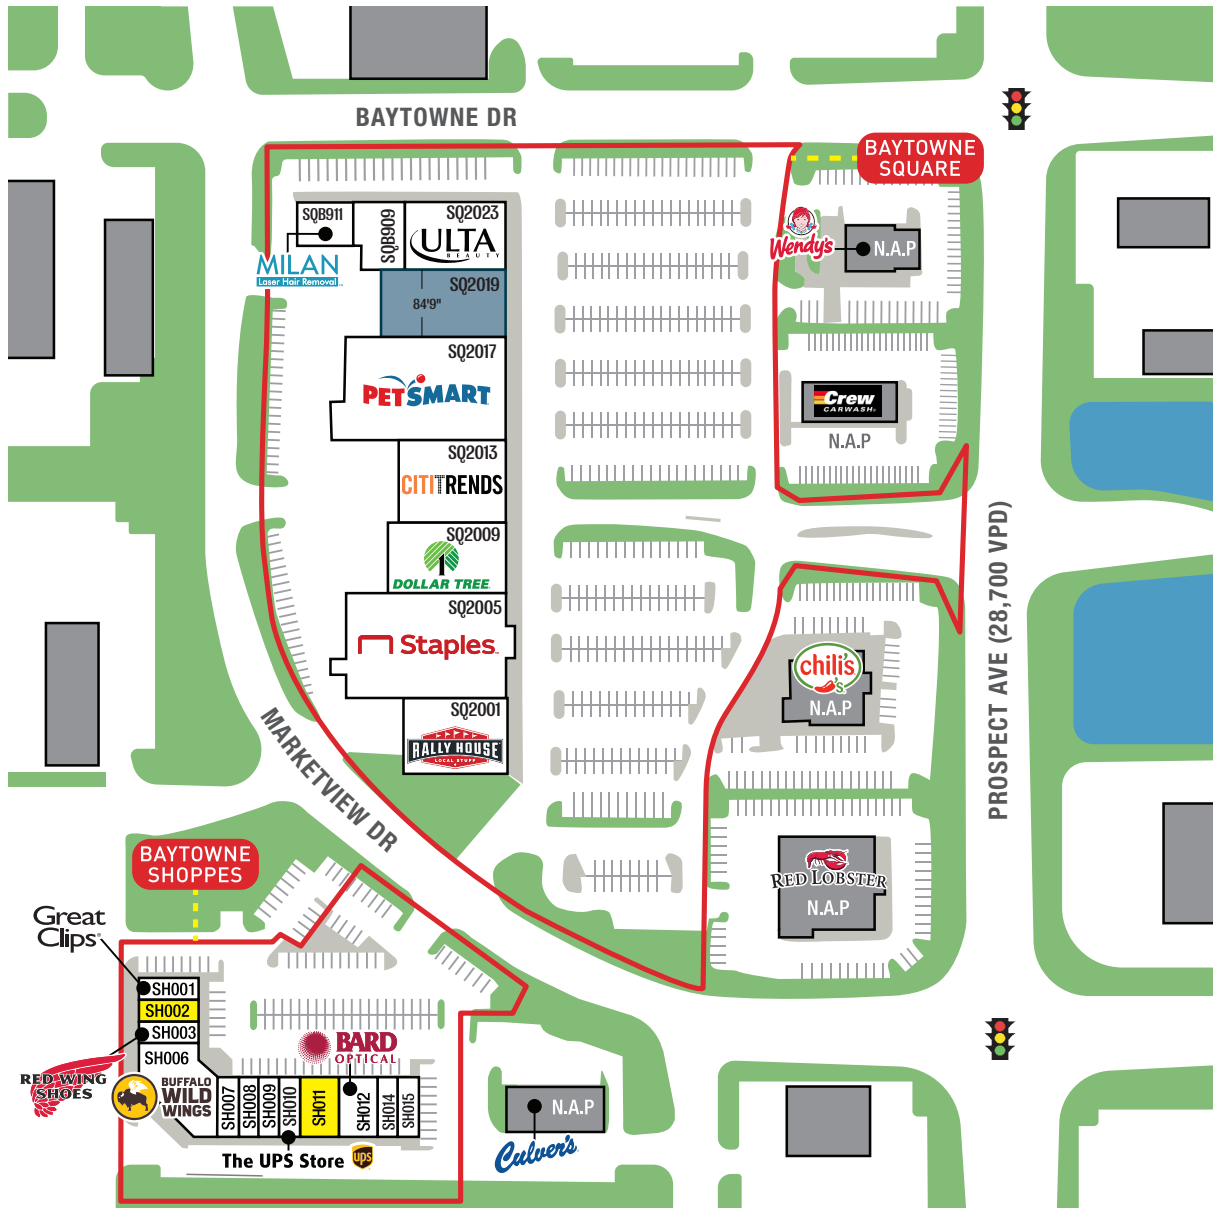 BAYTOWNE DR
BAYTOWNE
SQUARE
SQB911
SQB909
SQ2023
ULTA
BEAUTY
MILAN
Laser Hair Removal
Wendy's
N.A.P
SQ2019
84'9"
SQ2017
PETSMART
Crew
CARWASH
N.A.P
SQ2013
CITITRENDS
SQ2009
DOLLAR TREE
SQ2005
Staples
PROSPECT AVE (28,700 VPD)
chili's
N.A.P
SQ2001
RALLY HOUSE
LOCAL STUFF
MARKETVIEW DR
BAYTOWNE
SHOPPES
RED LOBSTER
N.A.P
Great
Clips
SH001
SH002
SH003
SH006
RED WING
SHOES
BUFFALO
WILD
WINGS
BARD
OPTICAL
SH007
SH008
SH009
SH010
SH011
SH012
SH014
SH015
The UPS Store
ups
N.A.P
Culver's